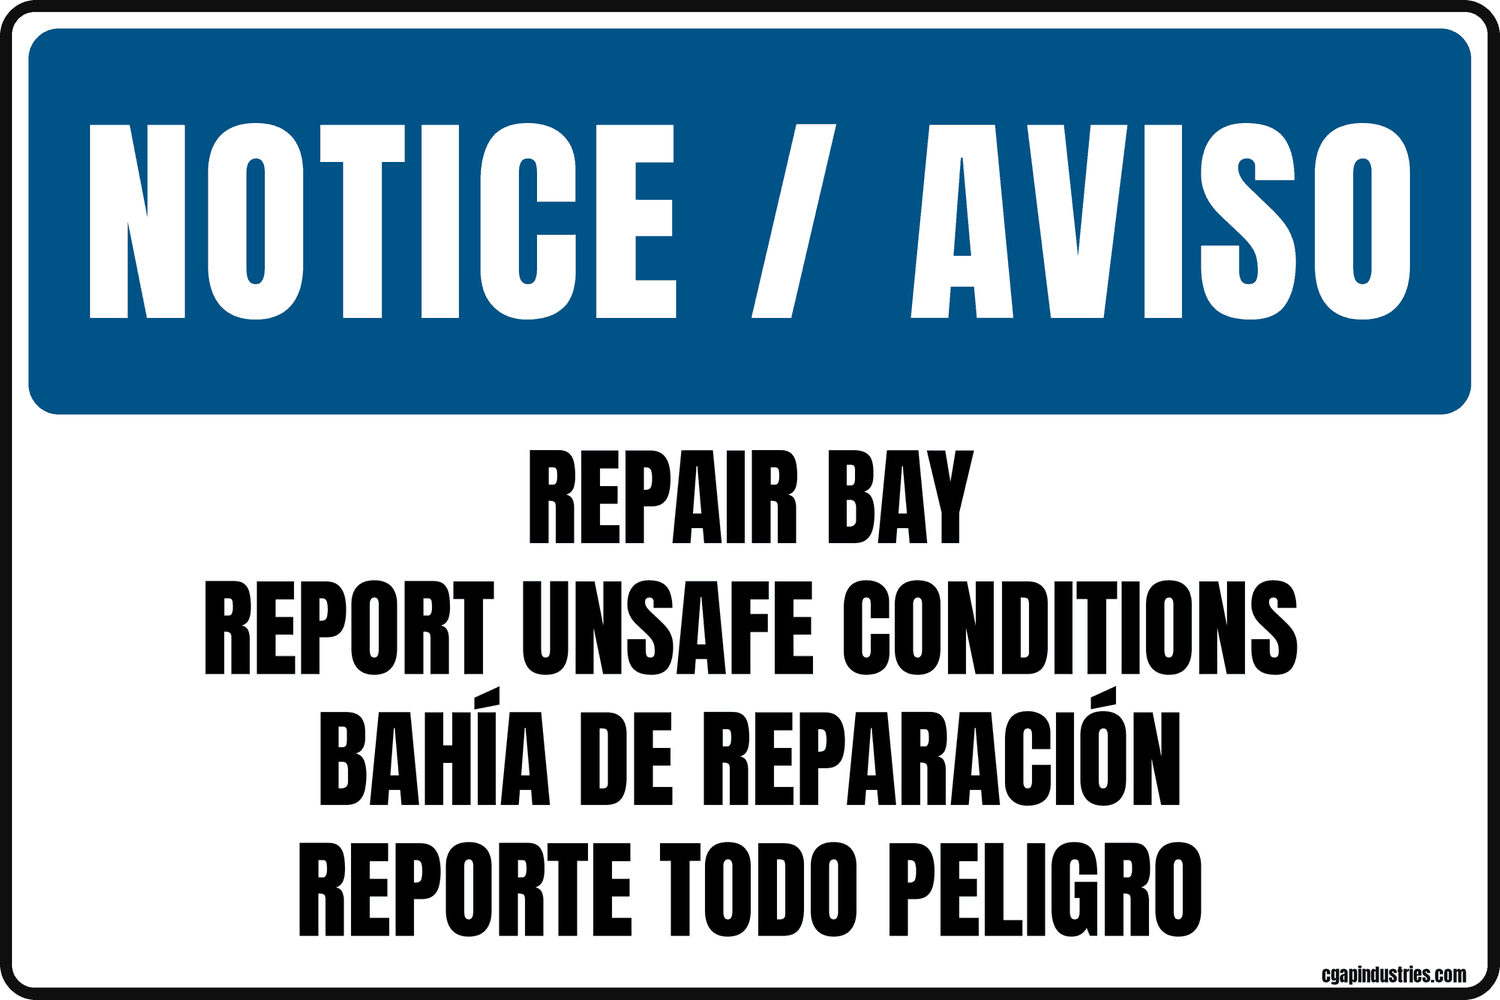 NOTICE / AVISO
REPAIR BAY
REPORT UNSAFE CONDITIONS
BAHÍA DE REPARACIÓN
REPORTE TODO PELIGRO
cgapindustries.com